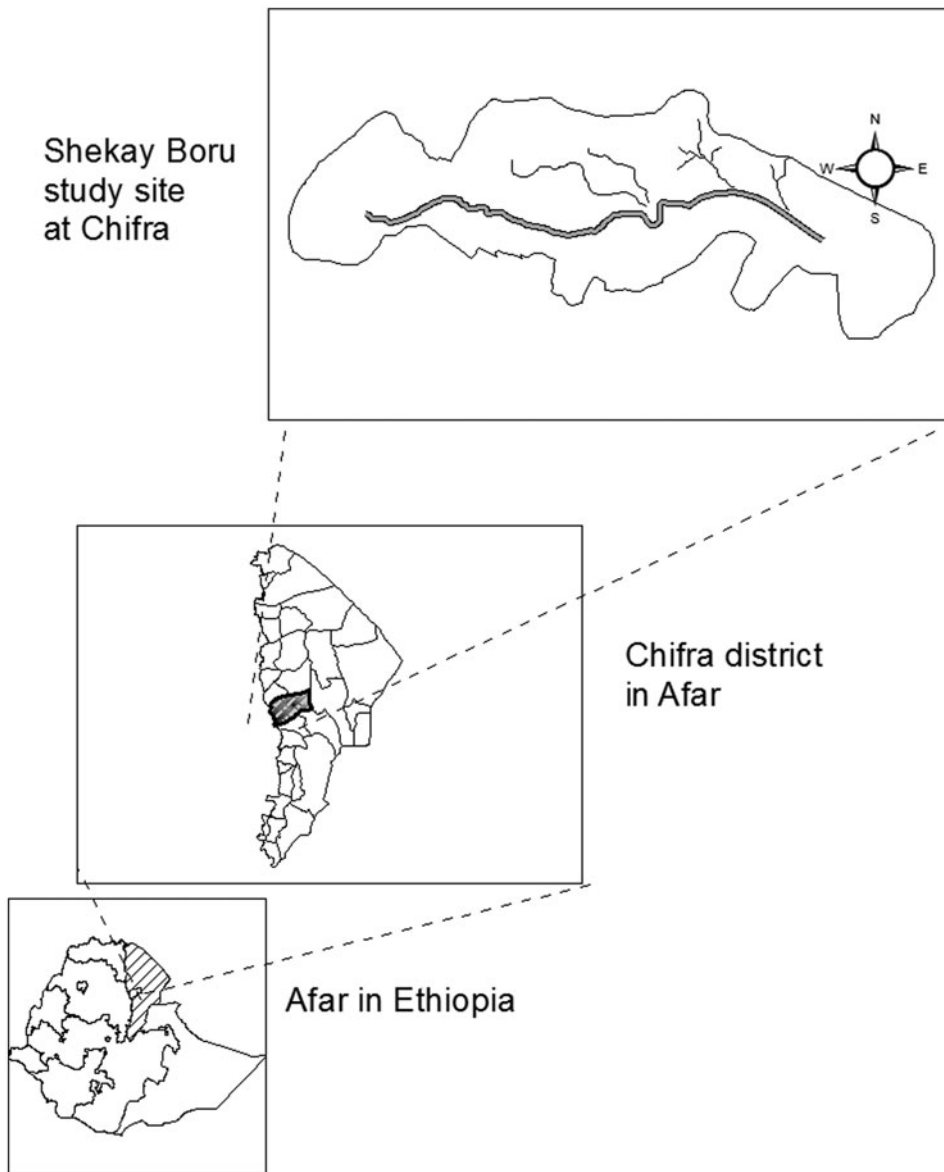 Shekay Boru
study site
at Chifra
N
W
E
S
Chifra district
in Afar
Afar in Ethiopia